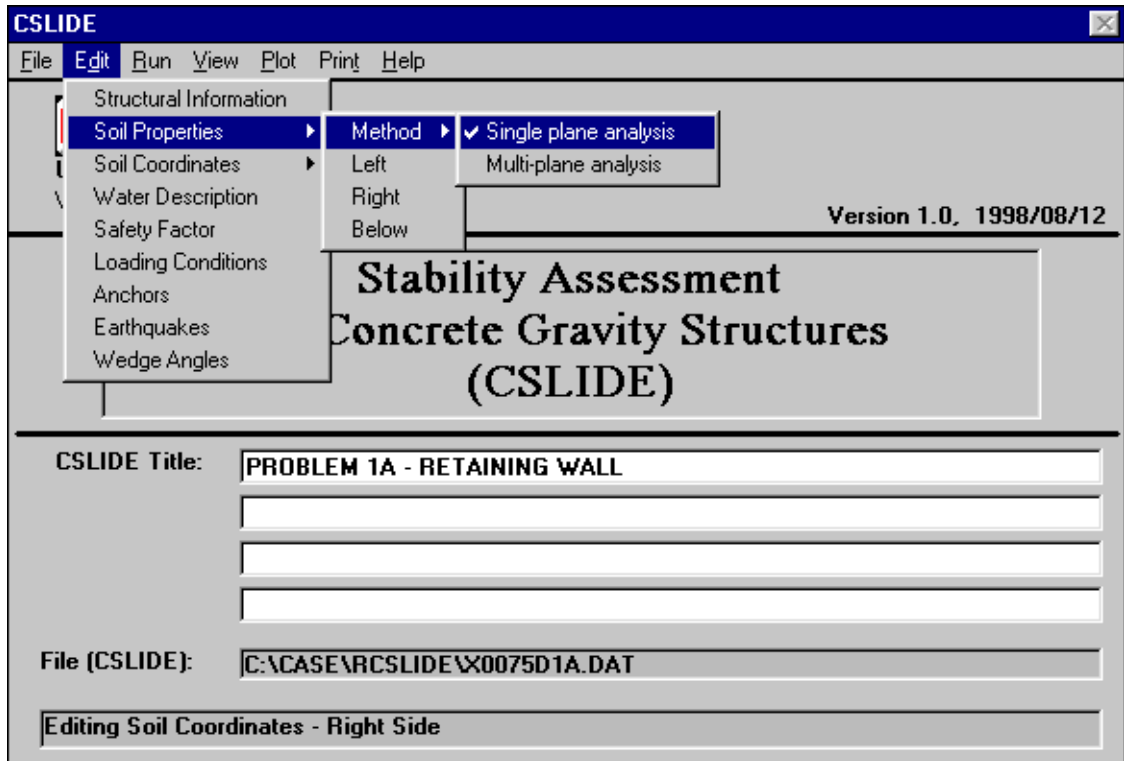 CSLIDE
File Edit Run View Plot Print Help
Structural Information
Soil Properties
Soil Coordinates
Water Description
Safety Factor
Loading Conditions
Anchors
Earthquakes
Wedge Angles
Method
Left
Right
Below
Single plane analysis
Multi-plane analysis
Version 1.0, 1998/08/12
Stability Assessment
Concrete Gravity Structures
(CSLIDE)
CSLIDE Title: PROBLEM 1A - RETAINING WALL
File (CSLIDE): C:\CASE\RCSLIDE\X0075D1A.DAT
Editing Soil Coordinates - Right Side